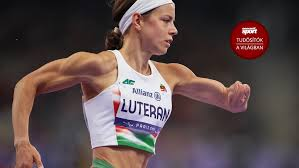 sport
TUDÓSÍTÓK
A VILÁGBAN
Allianz
LUTERAN